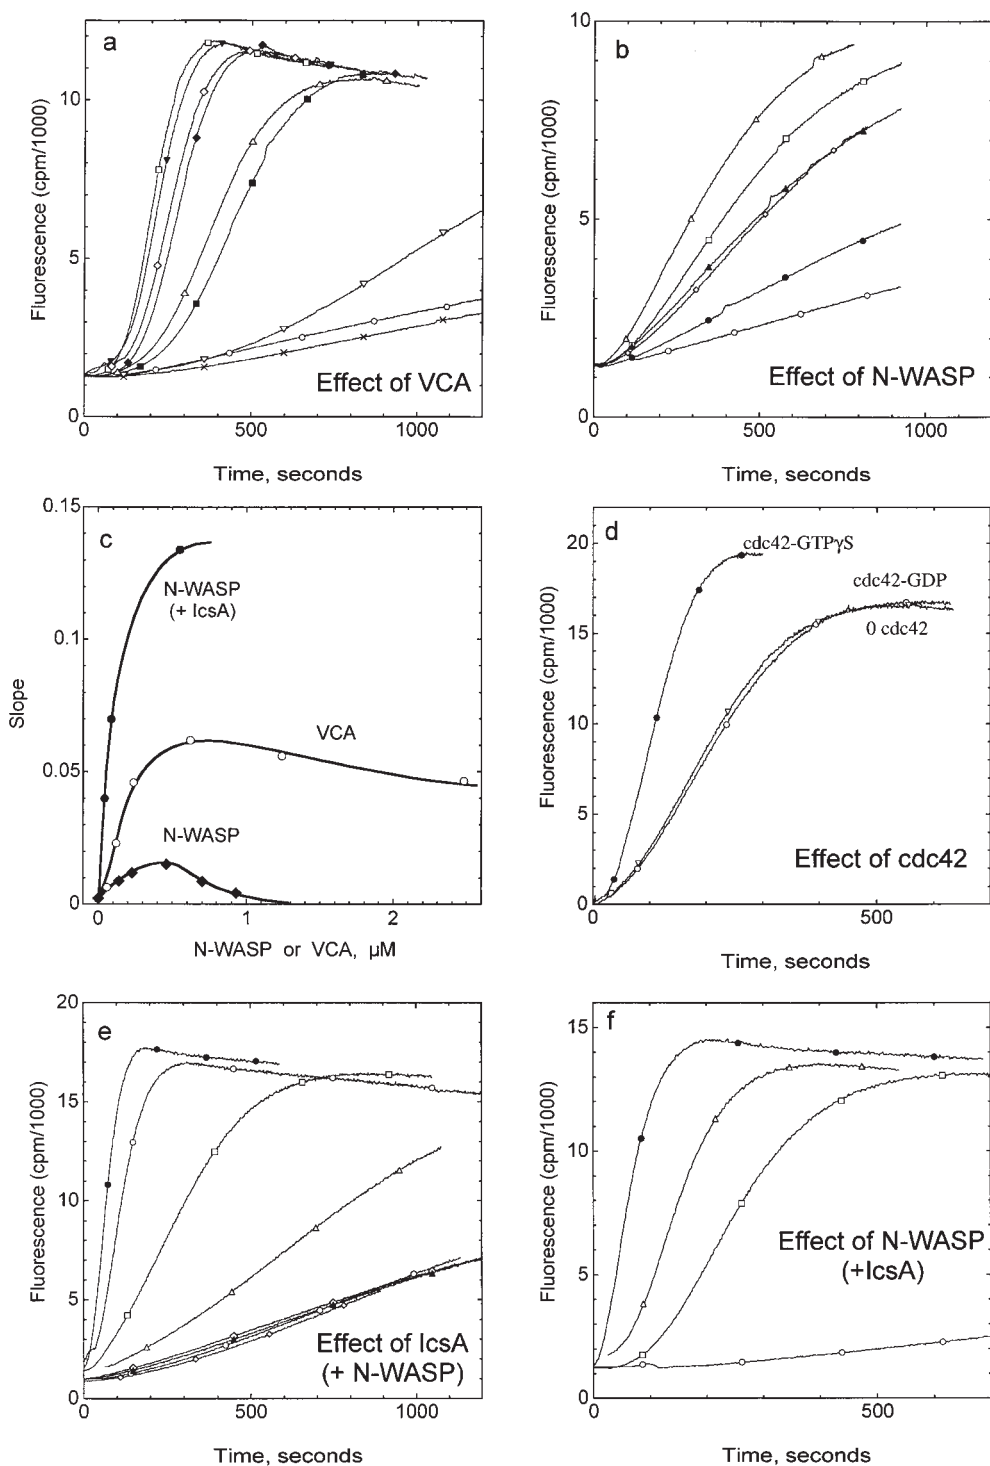 a
Fluorescence (cpm/1000)
10
5
0
Effect of VCA
0
500
1000
Time, seconds
b
Fluorescence (cpm/1000)
10
5
0
Effect of N-WASP
0
500
1000
Time, seconds
c
Slope
0.15
0.1
0.05
0
N-WASP
(+ IcsA)
VCA
N-WASP
0
1
2
N-WASP or VCA, µM
d
Fluorescence (cpm/1000)
20
15
10
5
0
cdc42-GTPγS
cdc42-GDP
0 cdc42
Effect of cdc42
0
500
Time, seconds
e
Fluorescence (cpm/1000)
20
15
10
5
0
Effect of IcsA
(+ N-WASP)
0
500
1000
Time, seconds
f
Fluorescence (cpm/1000)
15
10
5
0
Effect of N-WASP
(+IcsA)
0
500
Time, seconds